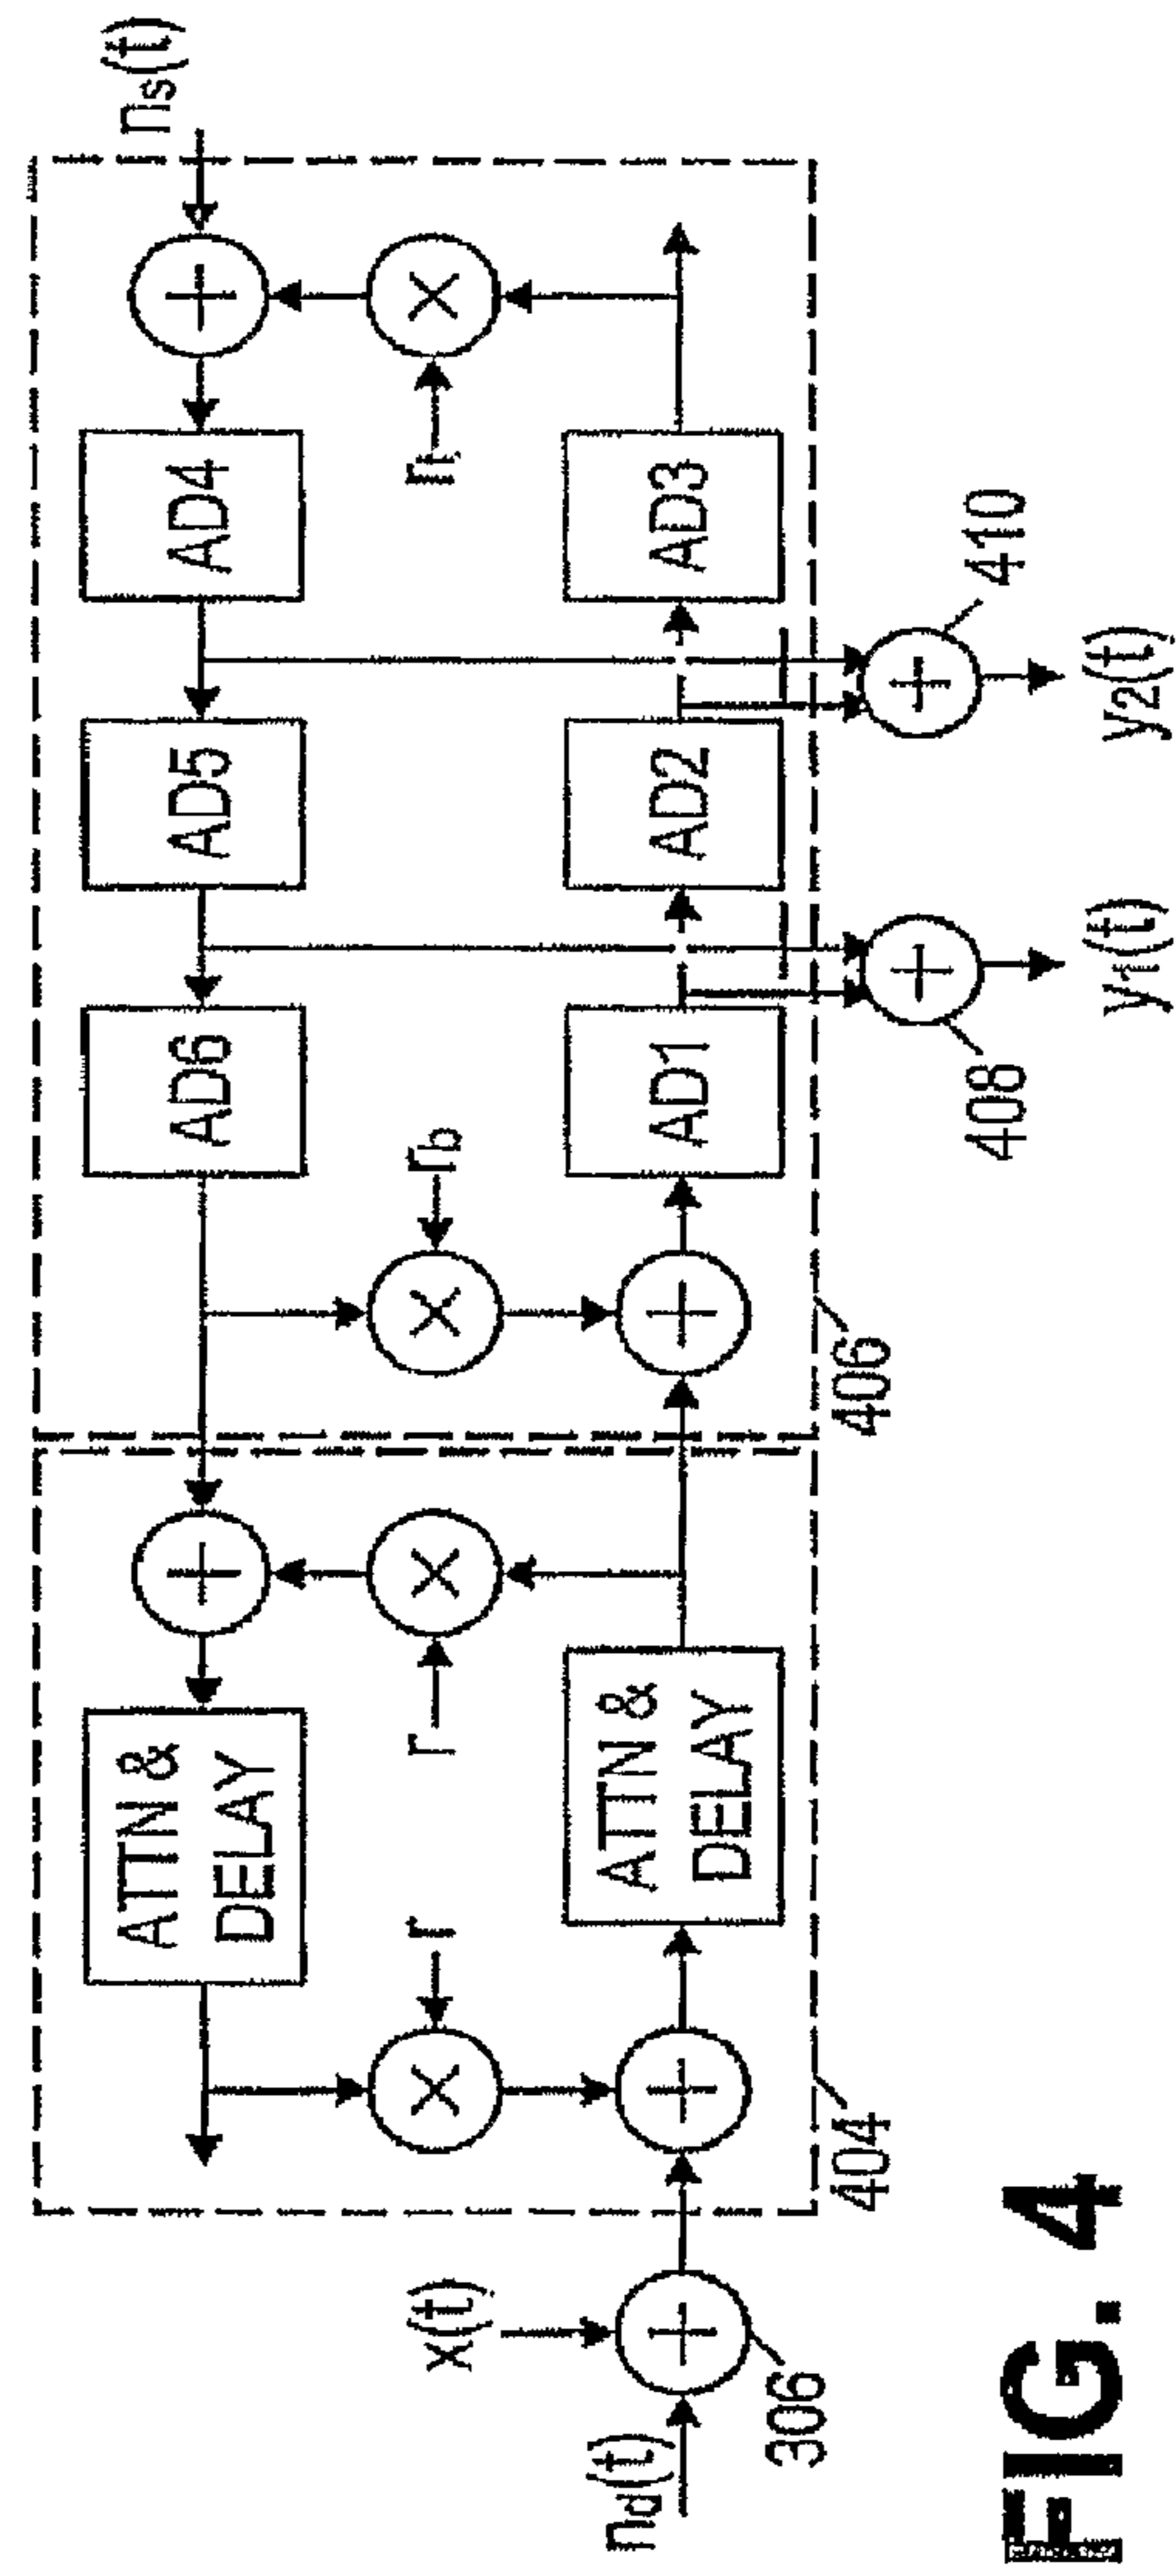 ATTN &
DELAY
AD6
AD5
AD4
ns(t)
x(t)
r
r
rb
rl
nd(t)
ATTN &
DELAY
AD1
AD2
AD3
306
404
406
408
410
y1(t)
y2(t)
FIG. 4